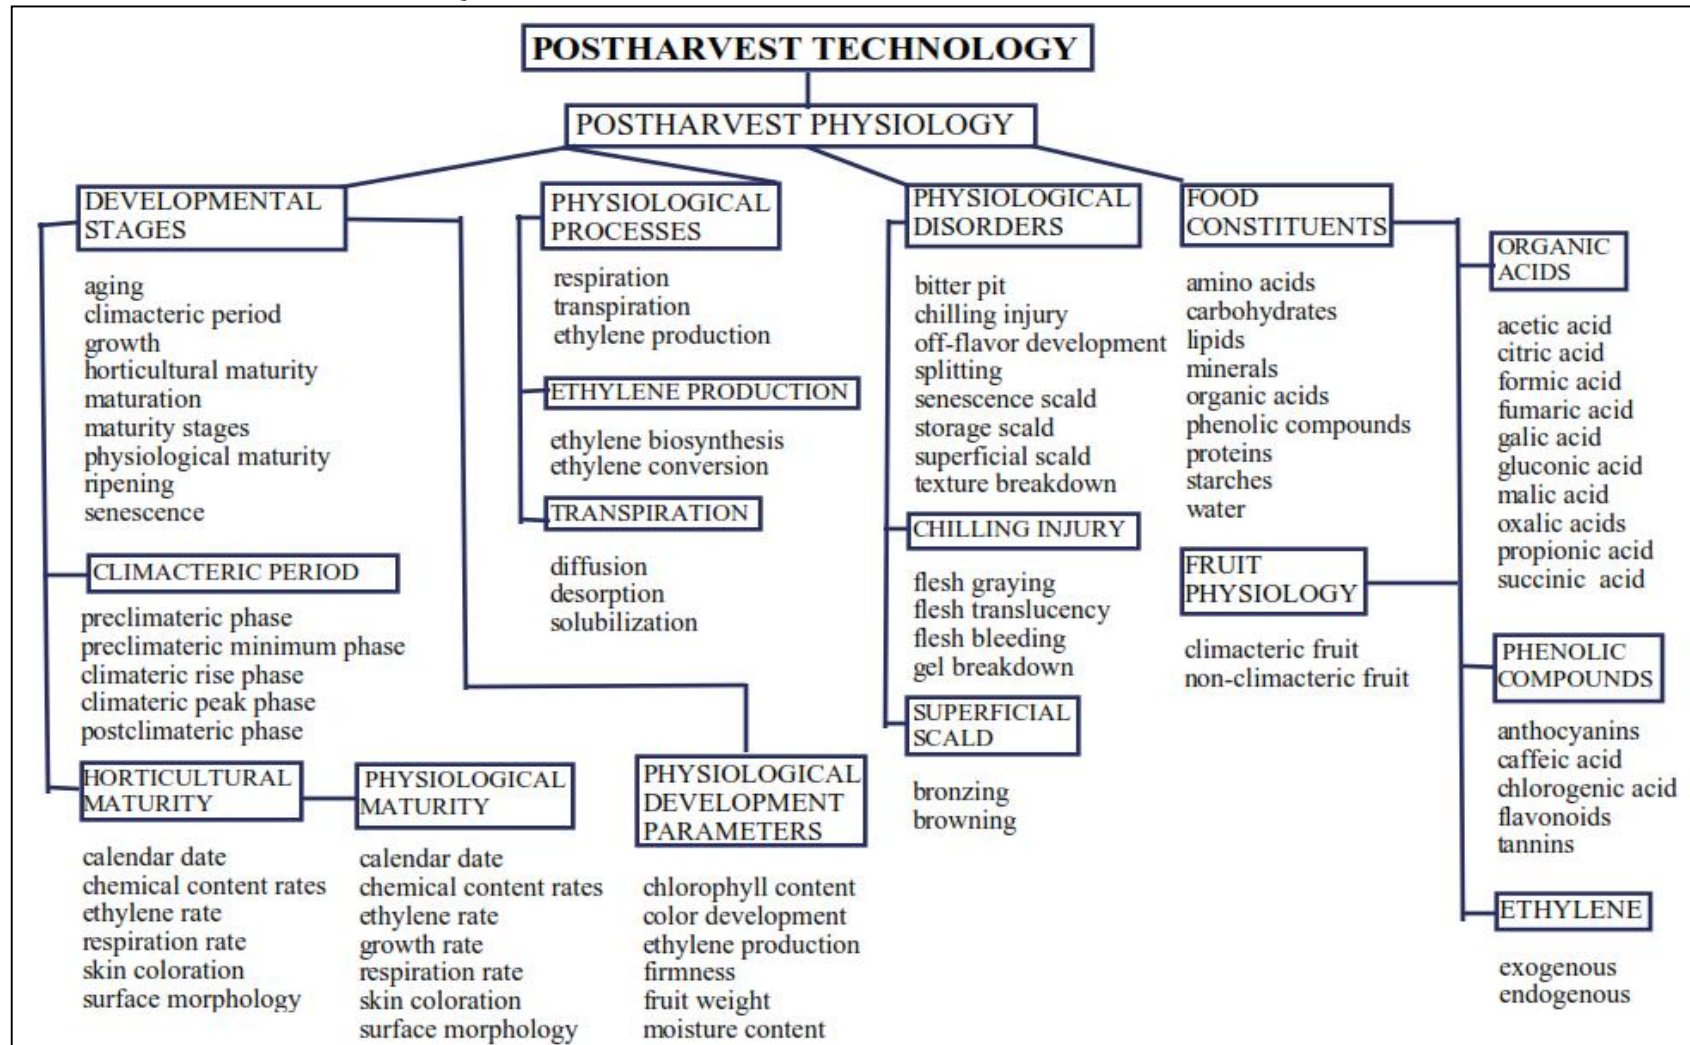 POSTHARVEST TECHNOLOGY
POSTHARVEST PHYSIOLOGY
DEVELOPMENTAL
STAGES
aging
climacteric period
growth
horticultural maturity
maturation
maturity stages
physiological maturity
ripening
senescence
CLIMACTERIC PERIOD
preclimateric phase
preclimateric minimum phase
climateric rise phase
climateric peak phase
postclimateric phase
HORTICULTURAL
MATURITY
calendar date
chemical content rates
ethylene rate
respiration rate
skin coloration
surface morphology
PHYSIOLOGICAL
MATURITY
calendar date
chemical content rates
ethylene rate
growth rate
respiration rate
skin coloration
surface morphology
PHYSIOLOGICAL
PROCESSES
respiration
transpiration
ethylene production
ETHYLENE PRODUCTION
ethylene biosynthesis
ethylene conversion
TRANSPIRATION
diffusion
desorption
solubilization
PHYSIOLOGICAL
DEVELOPMENT
PARAMETERS
chlorophyll content
color development
ethylene production
firmness
fruit weight
moisture content
PHYSIOLOGICAL
DISORDERS
bitter pit
chilling injury
off-flavor development
splitting
senescence scald
storage scald
superficial scald
texture breakdown
CHILLING INJURY
flesh graying
flesh translucency
flesh bleeding
gel breakdown
SUPERFICIAL
SCALD
bronzing
browning
FOOD
CONSTITUENTS
amino acids
carbohydrates
lipids
minerals
organic acids
phenolic compounds
proteins
starches
water
FRUIT
PHYSIOLOGY
climacteric fruit
non-climacteric fruit
ORGANIC
ACIDS
acetic acid
citric acid
formic acid
fumaric acid
galic acid
gluconic acid
malic acid
oxalic acids
propionic acid
succinic acid
PHENOLIC
COMPOUNDS
anthocyanins
caffeic acid
chlorogenic acid
flavonoids
tannins
ETHYLENE
exogenous
endogenous